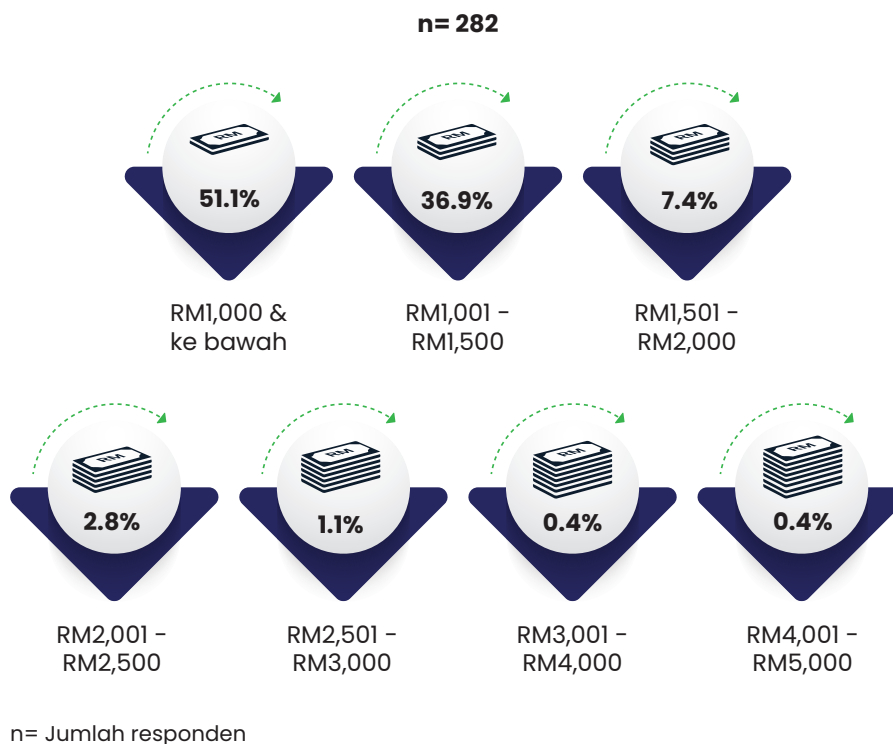 n= 282
RM
RM
RM
51.1%
36.9%
7.4%
RM1,000 &
ke bawah
RM1,001 -
RM1,500
RM1,501 -
RM2,000
RM
RM
RM
RM
2.8%
1.1%
0.4%
0.4%
RM2,001 -
RM2,500
RM2,501 -
RM3,000
RM3,001 -
RM4,000
RM4,001 -
RM5,000
n= Jumlah responden